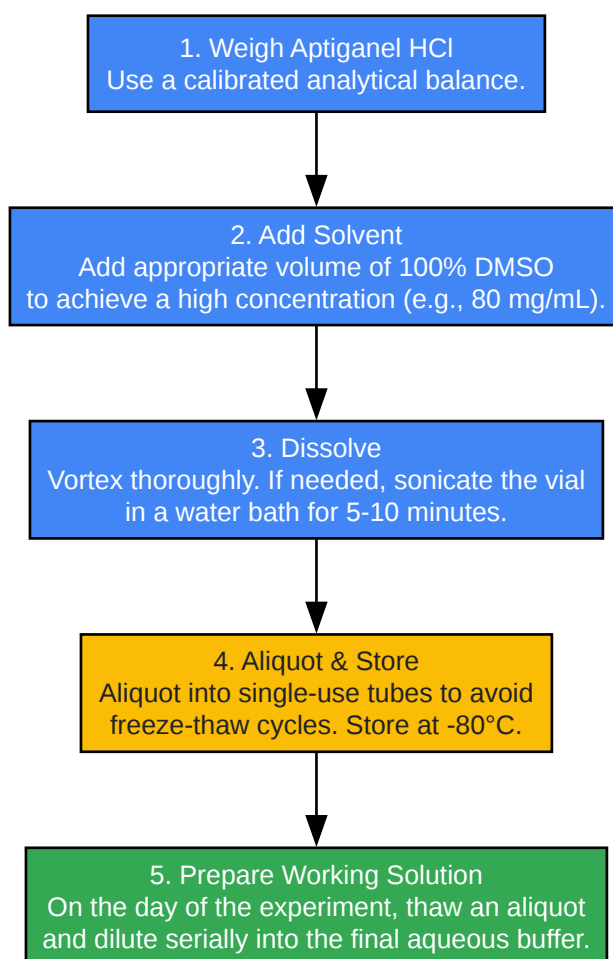 1. Weigh Aptiganel HCl
Use a calibrated analytical balance.
2. Add Solvent
Add appropriate volume of 100% DMSO
to achieve a high concentration (e.g., 80 mg/mL).
3. Dissolve
Vortex thoroughly. If needed, sonicate the vial
in a water bath for 5-10 minutes.
4. Aliquot & Store
Aliquot into single-use tubes to avoid
freeze-thaw cycles. Store at -80°C.
5. Prepare Working Solution
On the day of the experiment, thaw an aliquot
and dilute serially into the final aqueous buffer.